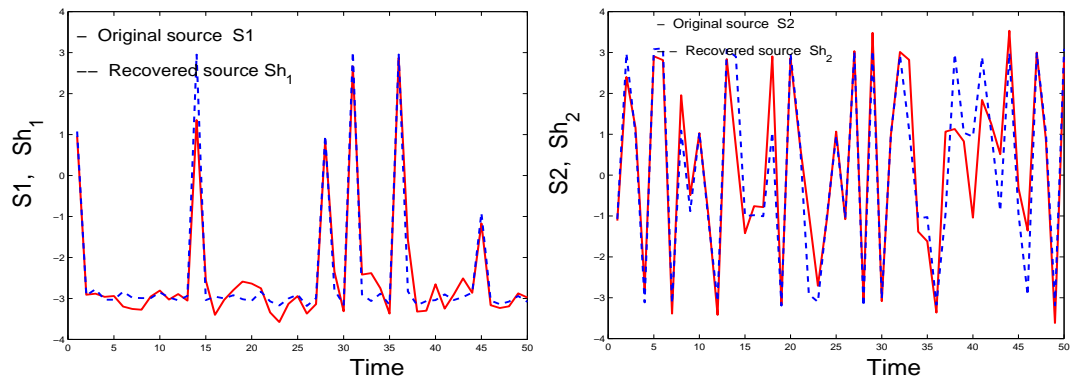 – Original source S1
-- Recovered source Sh1
S1, Sh1
4
3
2
1
0
−1
−2
−3
−4
0 5 10 15 20 25 30 35 40 45 50
Time
– Original source S2
-- Recovered source Sh2
S2, Sh2
4
3
2
1
0
−1
−2
−3
−4
0 5 10 15 20 25 30 35 40 45 50
Time